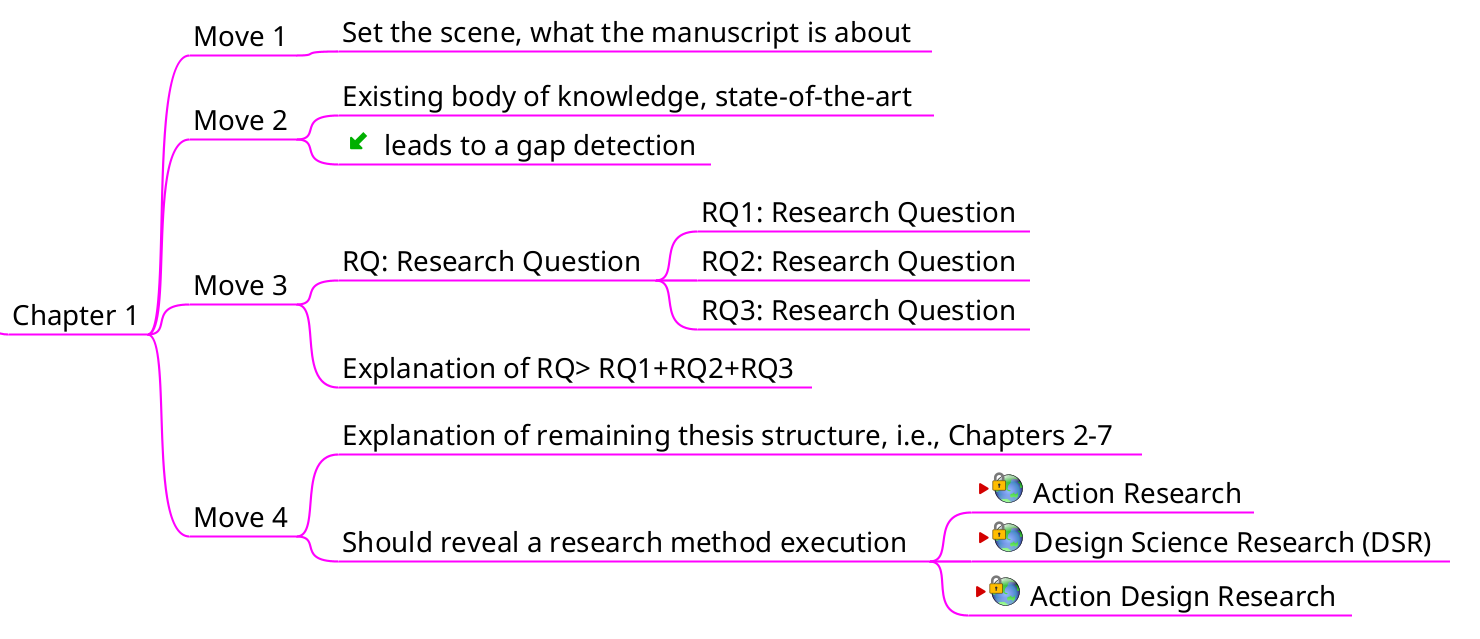 Chapter 1
Move 1
Set the scene, what the manuscript is about
Move 2
Existing body of knowledge, state-of-the-art
leads to a gap detection
Move 3
RQ: Research Question
RQ1: Research Question
RQ2: Research Question
RQ3: Research Question
Explanation of RQ> RQ1+RQ2+RQ3
Move 4
Explanation of remaining thesis structure, i.e., Chapters 2-7
Should reveal a research method execution
Action Research
Design Science Research (DSR)
Action Design Research